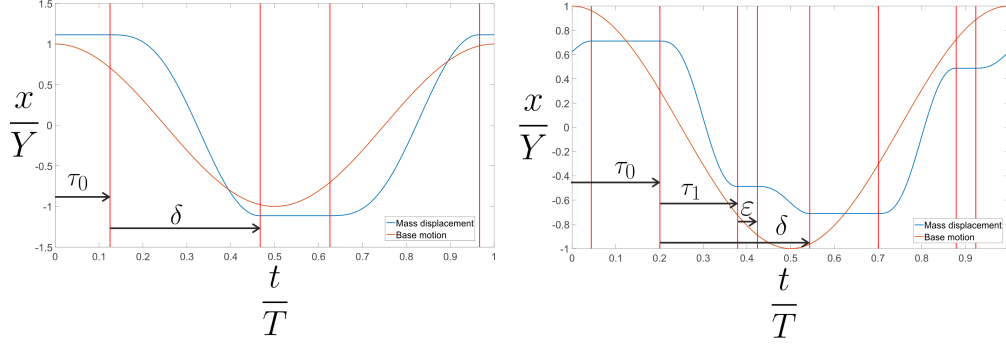 1.5
1
0.5
0
-0.5
-1
-1.5
x
Y
τ0
δ
Mass displacement
Base motion
0 0.1 0.2 0.3 0.4 0.5 0.6 0.7 0.8 0.9 1
t
T
1
0.8
0.6
0.4
0.2
0
-0.2
-0.4
-0.6
-0.8
-1
x
Y
τ0
τ1
ε
δ
Mass displacement
Base motion
0 0.1 0.2 0.3 0.4 0.5 0.6 0.7 0.8 0.9
t
T